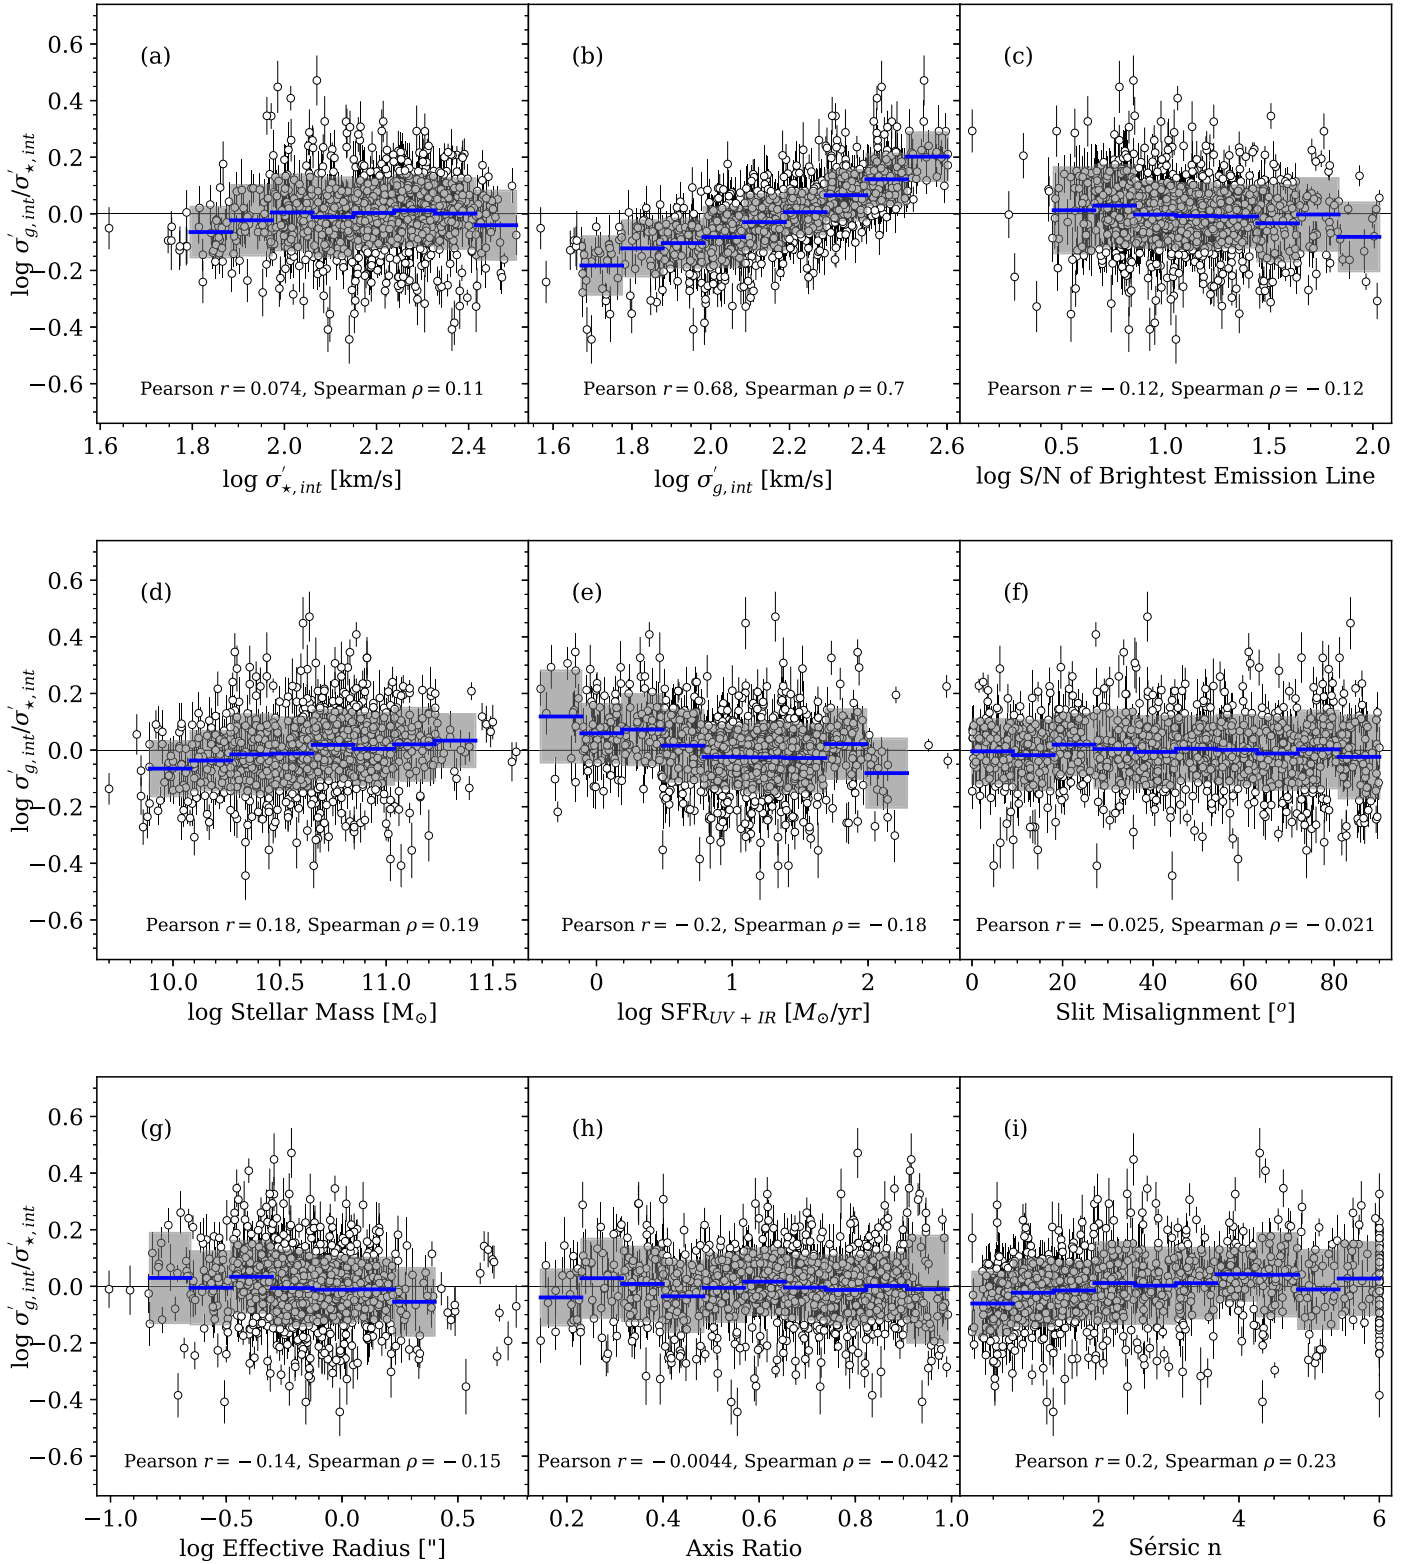 log σ′g,int/σ′⋆,int
0.6
0.4
0.2
0.0
−0.2
−0.4
−0.6
(a)
Pearson r = 0.074, Spearman ρ = 0.11
1.6 1.8 2.0 2.2 2.4
log σ′⋆,int [km/s]
(b)
Pearson r = 0.68, Spearman ρ = 0.7
1.6 1.8 2.0 2.2 2.4 2.6
log σ′g,int [km/s]
(c)
Pearson r = −0.12, Spearman ρ = −0.12
0.5 1.0 1.5 2.0
log S/N of Brightest Emission Line
log σ′g,int/σ′⋆,int
0.6
0.4
0.2
0.0
−0.2
−0.4
−0.6
(d)
Pearson r = 0.18, Spearman ρ = 0.19
10.0 10.5 11.0 11.5
log Stellar Mass [M⊙]
(e)
Pearson r = −0.2, Spearman ρ = −0.18
0 1 2
log SFRUV + IR [M⊙/yr]
(f)
Pearson r = −0.025, Spearman ρ = −0.021
0 20 40 60 80
Slit Misalignment [o]
log σ′g,int/σ′⋆,int
0.6
0.4
0.2
0.0
−0.2
−0.4
−0.6
(g)
Pearson r = −0.14, Spearman ρ = −0.15
−1.0 −0.5 0.0 0.5
log Effective Radius ["]
(h)
Pearson r = −0.0044, Spearman ρ = −0.042
0.2 0.4 0.6 0.8 1.0
Axis Ratio
(i)
Pearson r = 0.2, Spearman ρ = 0.23
2 4 6
Sérsic n